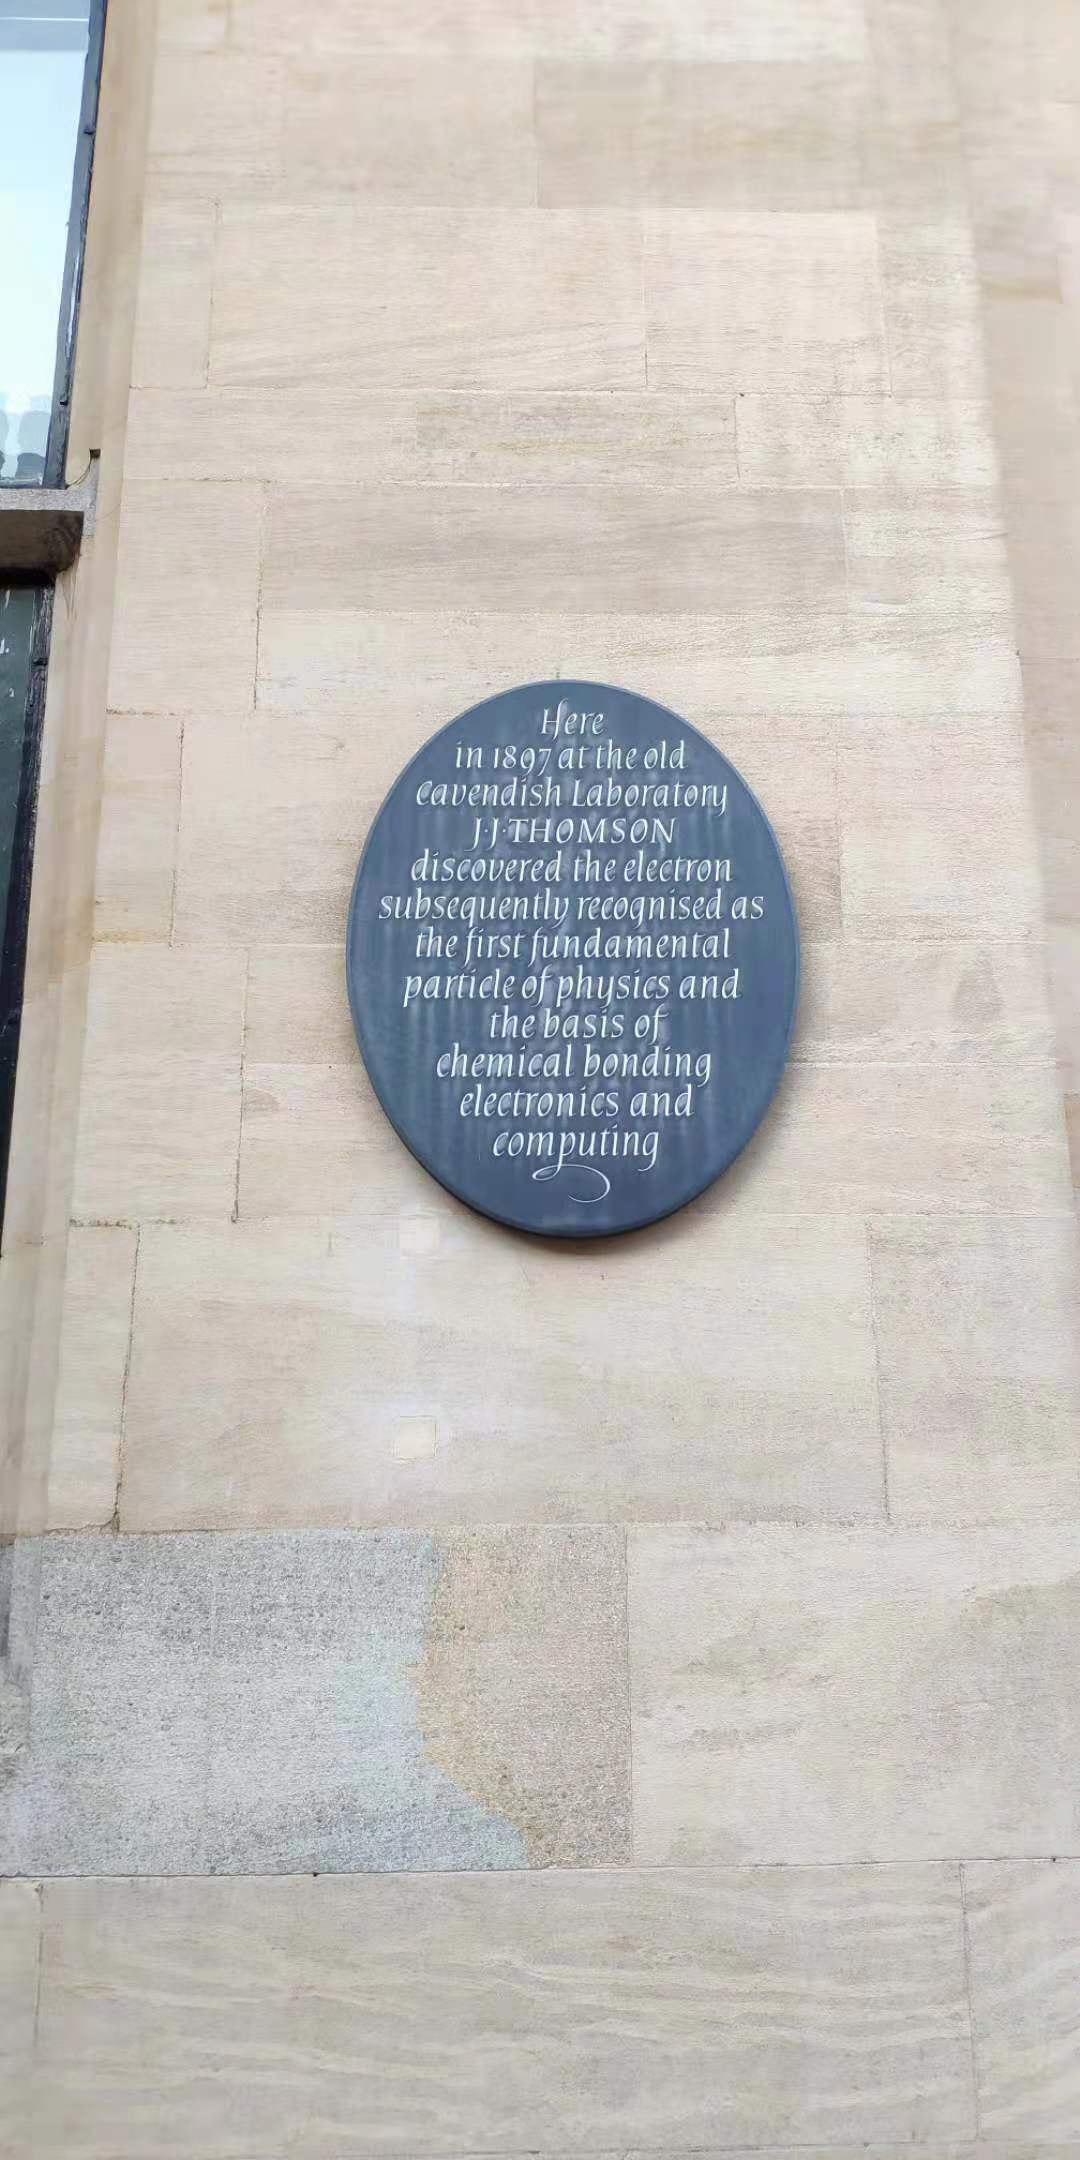 Here
in 1897 at the old
Cavendish Laboratory
J·J·THOMSON
discovered the electron
subsequently recognised as
the first fundamental
particle of physics and
the basis of
chemical bonding
electronics and
computing